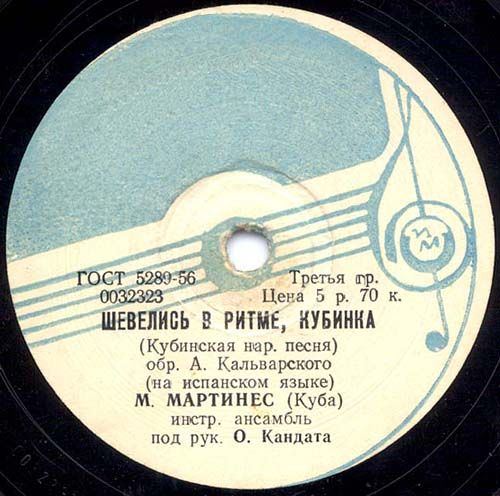 ИМ
ГОСТ 5289-56 Третья гр.
0032323 Цена 5 р. 70 к.
ШЕВЕЛИСЬ В РИТМЕ, КУБИНКА
(Кубинская нар. песня)
обр. А. Кальварского
(на испанском языке)
М. МАРТИНЕС (Куба)
инстр. ансамбль
под рук. О. Кандата